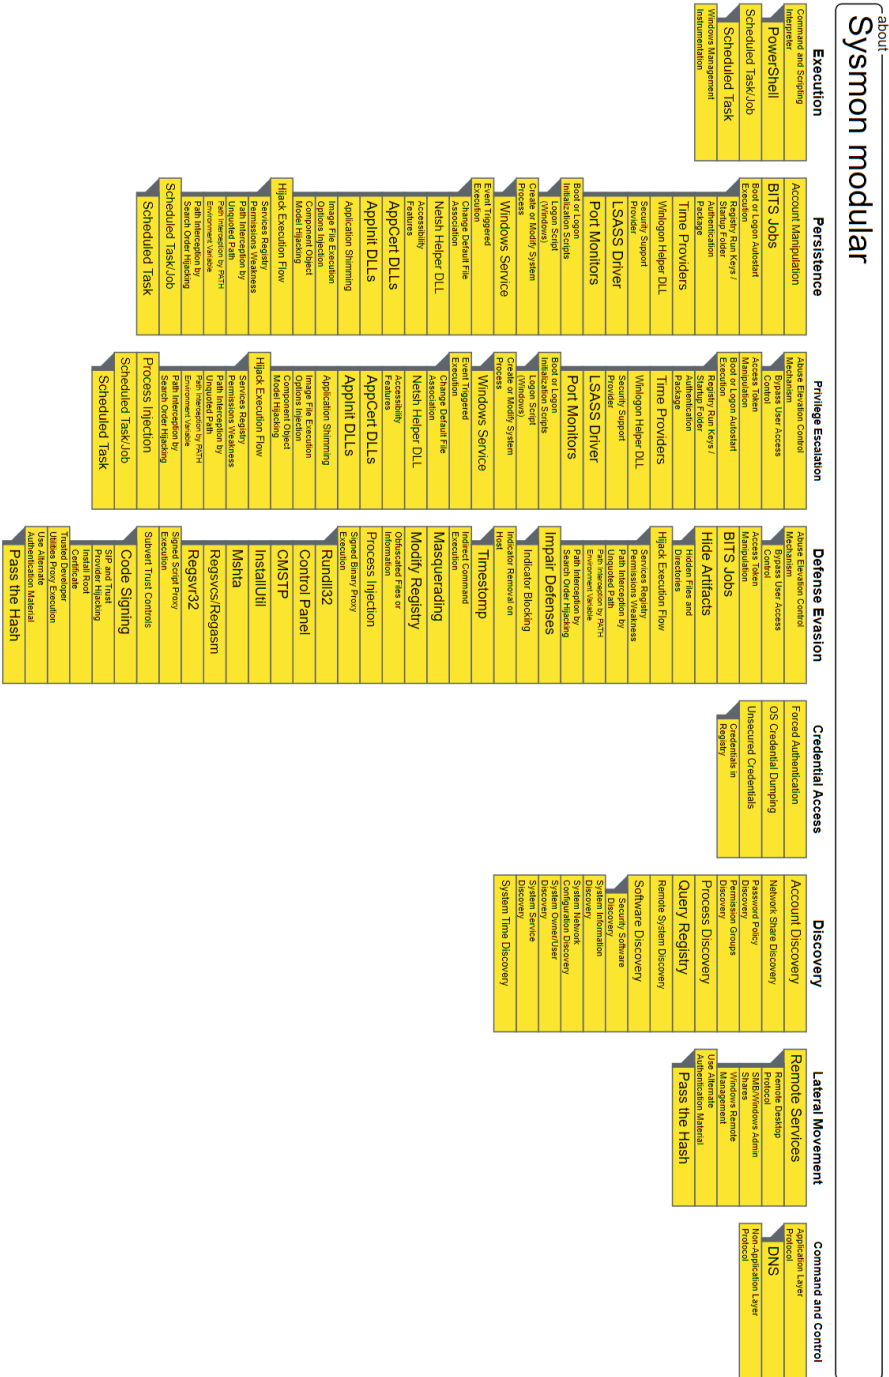 about
Sysmon modular
Execution
Command and Scripting
Interpreter
PowerShell
Scheduled Task/Job
Scheduled Task
Windows Management
Instrumentation
Persistence
Account Manipulation
BITS Jobs
Boot or Logon Autostart
Execution
Registry Run Keys /
Startup Folder
Authentication
Package
Time Providers
Winlogon Helper DLL
Security Support
Provider
LSASS Driver
Port Monitors
Boot or Logon
Initialization Scripts
Logon Script
(Windows)
Create or Modify System
Process
Windows Service
Event Triggered
Execution
Change Default File
Association
Netsh Helper DLL
Accessibility
Features
AppCert DLLs
AppInit DLLs
Application Shimming
Image File Execution
Options Injection
Component Object
Model Hijacking
Hijack Execution Flow
Services Registry
Permissions Weakness
Path Interception by
Unquoted Path
Path Interception by PATH
Environment Variable
Path Interception by
Search Order Hijacking
Scheduled Task/Job
Scheduled Task
Privilege Escalation
Abuse Elevation Control
Mechanism
Bypass User Access
Control
Access Token
Manipulation
Boot or Logon Autostart
Execution
Registry Run Keys /
Startup Folder
Authentication
Package
Time Providers
Winlogon Helper DLL
Security Support
Provider
LSASS Driver
Port Monitors
Boot or Logon
Initialization Scripts
Logon Script
(Windows)
Create or Modify System
Process
Windows Service
Event Triggered
Execution
Change Default File
Association
Netsh Helper DLL
Accessibility
Features
AppCert DLLs
AppInit DLLs
Application Shimming
Image File Execution
Options Injection
Component Object
Model Hijacking
Hijack Execution Flow
Services Registry
Permissions Weakness
Path Interception by
Unquoted Path
Path Interception by PATH
Environment Variable
Path Interception by
Search Order Hijacking
Process Injection
Scheduled Task/Job
Scheduled Task
Defense Evasion
Abuse Elevation Control
Mechanism
Bypass User Access
Control
Access Token
Manipulation
BITS Jobs
Hide Artifacts
Hidden Files and
Directories
Hijack Execution Flow
Services Registry
Permissions Weakness
Path Interception by
Unquoted Path
Path Interception by PATH
Environment Variable
Path Interception by
Search Order Hijacking
Impair Defenses
Indicator Blocking
Indicator Removal on
Host
Timestomp
Indirect Command
Execution
Masquerading
Modify Registry
Obfuscated Files or
Information
Process Injection
Signed Binary Proxy
Execution
Rundll32
Control Panel
CMSTP
InstallUtil
Mshta
Regsvcs/Regasm
Regsvr32
Signed Script Proxy
Execution
Subvert Trust Controls
Code Signing
SIP and Trust
Provider Hijacking
Install Root
Certificate
Trusted Developer
Utilities Proxy Execution
Use Alternate
Authentication Material
Pass the Hash
Credential Access
Forced Authentication
OS Credential Dumping
Unsecured Credentials
Credentials in
Registry
Discovery
Account Discovery
Network Share Discovery
Password Policy
Discovery
Permission Groups
Discovery
Process Discovery
Query Registry
Remote System Discovery
Software Discovery
Security Software
Discovery
System Information
Discovery
System Network
Configuration Discovery
System Owner/User
Discovery
System Service
Discovery
System Time Discovery
Lateral Movement
Remote Services
Remote Desktop
Protocol
SMB/Windows Admin
Shares
Windows Remote
Management
Use Alternate
Authentication Material
Pass the Hash
Command and Control
Application Layer
Protocol
DNS
Non-Application Layer
Protocol